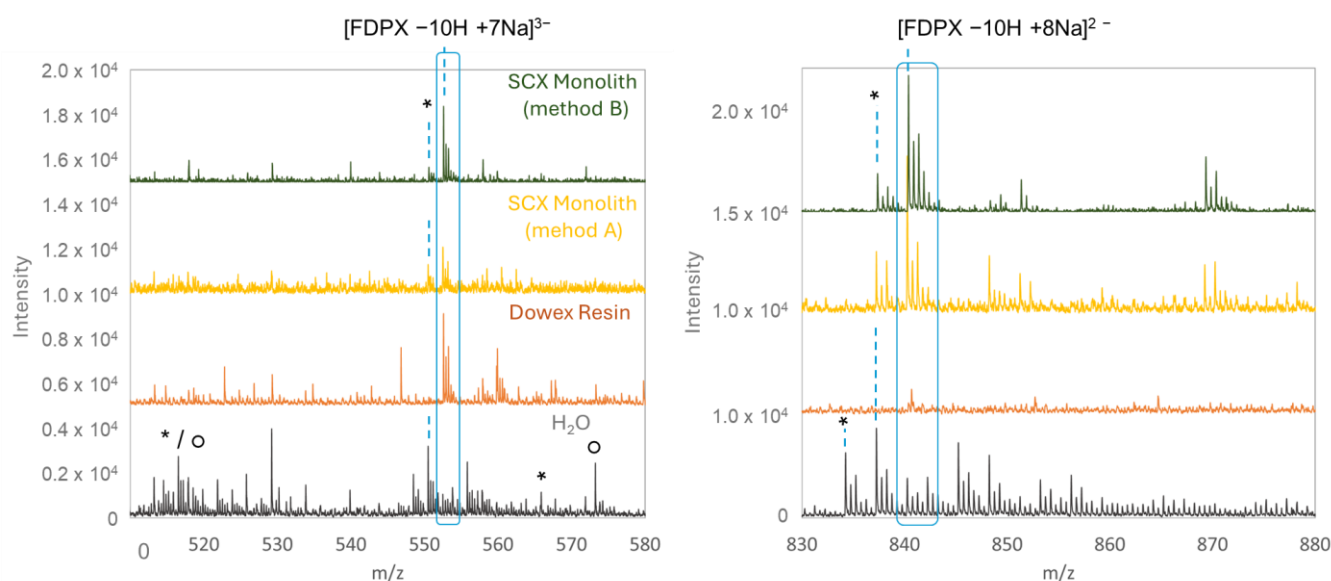 [FDPX −10H +7Na]³⁻
2.0 x 10⁴
SCX Monolith
(method B)
*
1.8 x 10⁴
1.6 x 10⁴
1.4 x 10⁴
SCX Monolith
(mehod A)
1.2 x 10⁴
1.0 x 10⁴
Dowex Resin
0.8 x 10⁴
0.6 x 10⁴
0.4 x 10⁴
H₂O
* / O
O
*
0.2 x 10⁴
0
Intensity
0 520 530 540 550 560 570 580
m/z
[FDPX −10H +8Na]² ⁻
*
2.0 x 10⁴
1.5 x 10⁴
1.0 x 10⁴
1.0 x 10⁴
*
0
Intensity
830 840 850 860 870 880
m/z